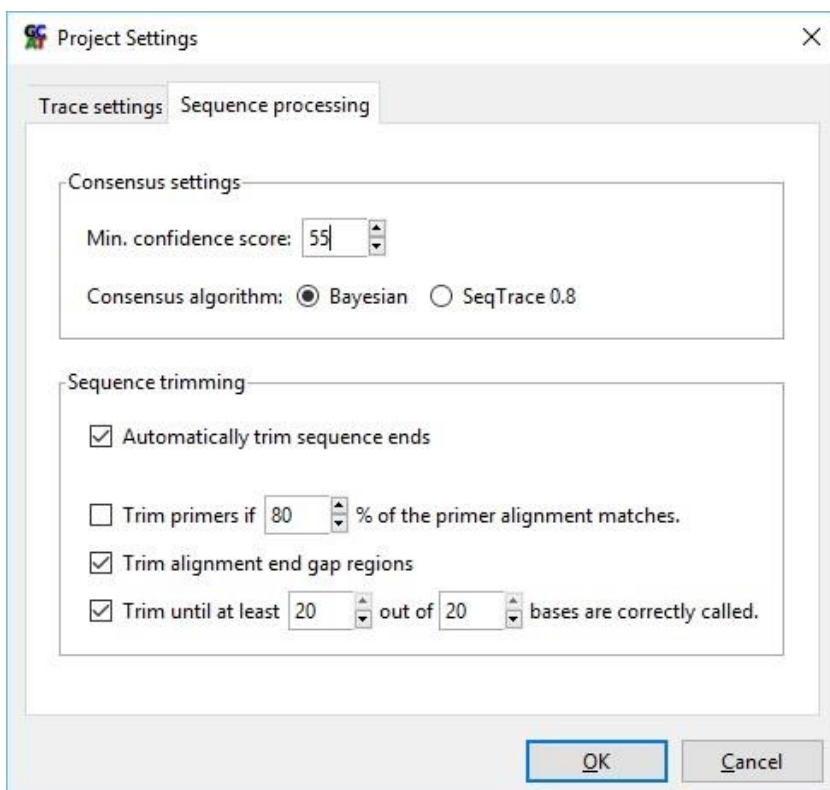 GC
AT
Project Settings
Trace settings Sequence processing
Consensus settings
Min. confidence score: 55
Consensus algorithm: Bayesian SeqTrace 0.8
Sequence trimming
Automatically trim sequence ends
Trim primers if 80 % of the primer alignment matches.
Trim alignment end gap regions
Trim until at least 20 out of 20 bases are correctly called.
OK Cancel